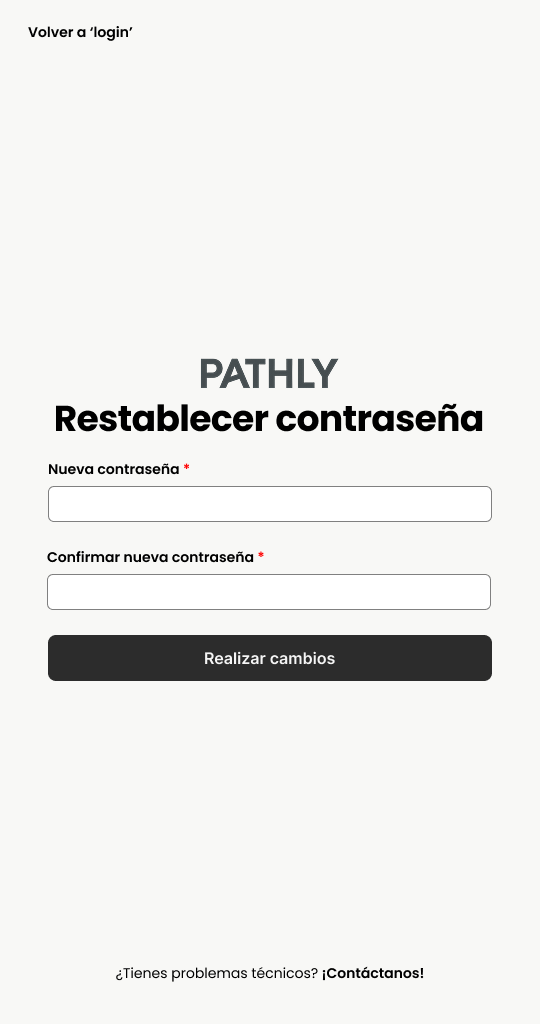 Volver a ‘login’
PATHLY
Restablecer contraseña
Nueva contraseña *
Confirmar nueva contraseña *
Realizar cambios
¿Tienes problemas técnicos? ¡Contáctanos!